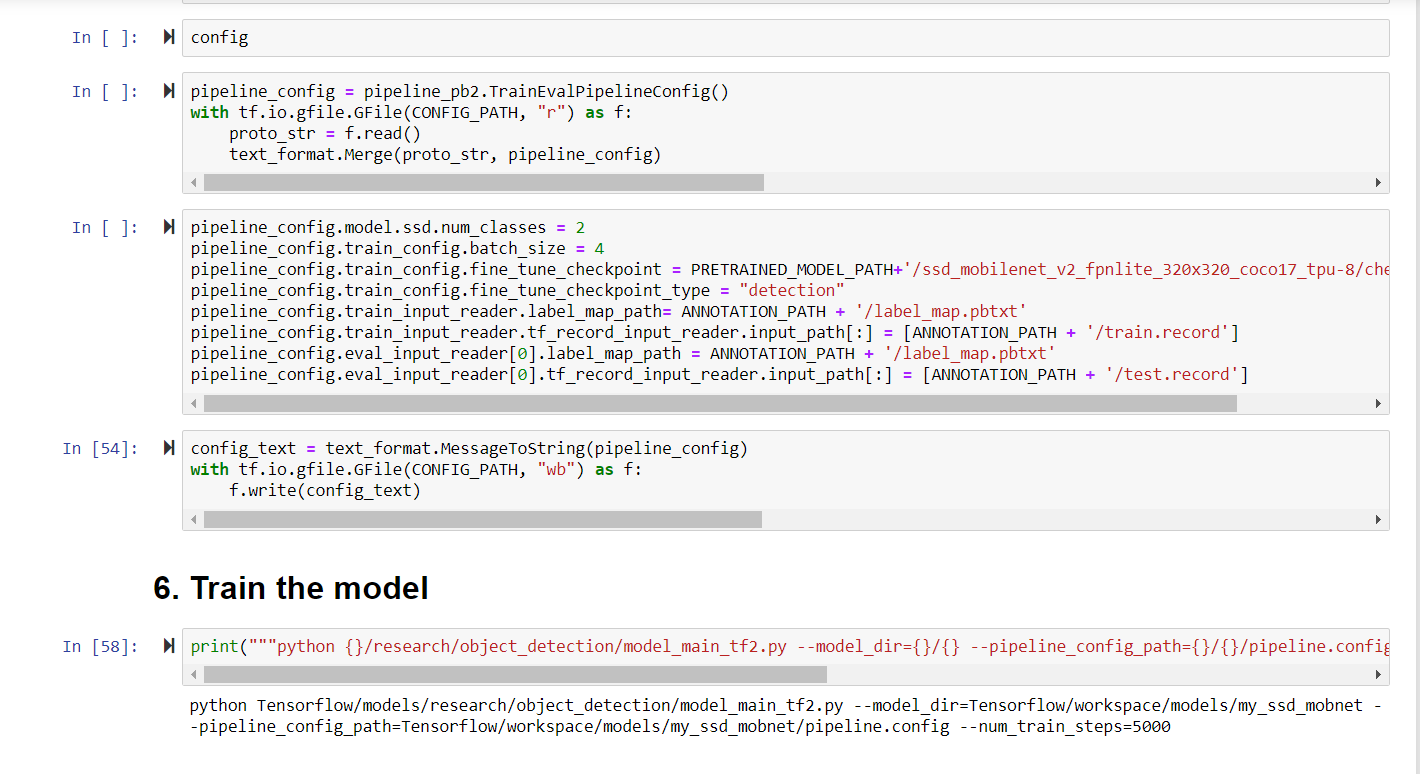 In [ ]: config
In [ ]: pipeline_config = pipeline_pb2.TrainEvalPipelineConfig()
with tf.io.gfile.GFile(CONFIG_PATH, "r") as f:
    proto_str = f.read()
    text_format.Merge(proto_str, pipeline_config)
In [ ]: pipeline_config.model.ssd.num_classes = 2
pipeline_config.train_config.batch_size = 4
pipeline_config.train_config.fine_tune_checkpoint = PRETRAINED_MODEL_PATH+'/ssd_mobilenet_v2_fpnlite_320x320_coco17_tpu-8/che
pipeline_config.train_config.fine_tune_checkpoint_type = "detection"
pipeline_config.train_input_reader.label_map_path= ANNOTATION_PATH + '/label_map.pbtxt'
pipeline_config.train_input_reader.tf_record_input_reader.input_path[:] = [ANNOTATION_PATH + '/train.record']
pipeline_config.eval_input_reader[0].label_map_path = ANNOTATION_PATH + '/label_map.pbtxt'
pipeline_config.eval_input_reader[0].tf_record_input_reader.input_path[:] = [ANNOTATION_PATH + '/test.record']
In [54]: config_text = text_format.MessageToString(pipeline_config)
with tf.io.gfile.GFile(CONFIG_PATH, "wb") as f:
    f.write(config_text)
6. Train the model
In [58]: print("""python {}/research/object_detection/model_main_tf2.py --model_dir={}/{} --pipeline_config_path={}/{}/pipeline.config
python Tensorflow/models/research/object_detection/model_main_tf2.py --model_dir=Tensorflow/workspace/models/my_ssd_mobnet -
-pipeline_config_path=Tensorflow/workspace/models/my_ssd_mobnet/pipeline.config --num_train_steps=5000